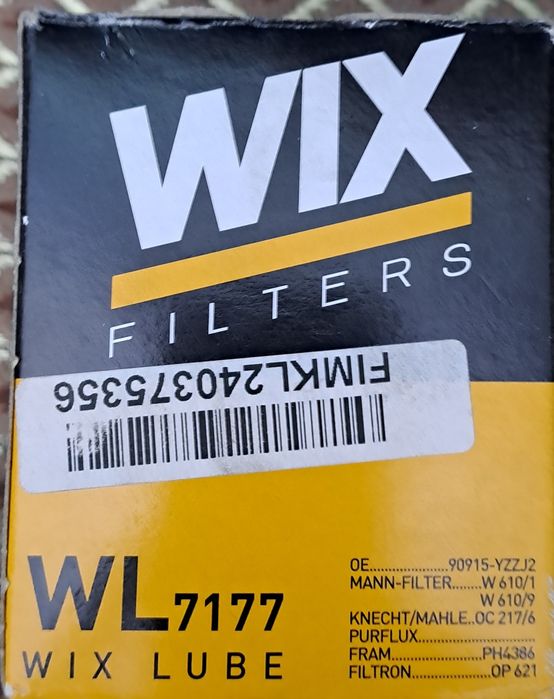 WIX
FILTERS
FIMKL240375356
WL7177
WIX LUBE
OE...................90915-YZZJ2
MANN-FILTER.......W 610/1
W 610/9
KNECHT/MAHLE..OC 217/6
PURFLUX............................
FRAM......................PH4386
FILTRON...................OP 621